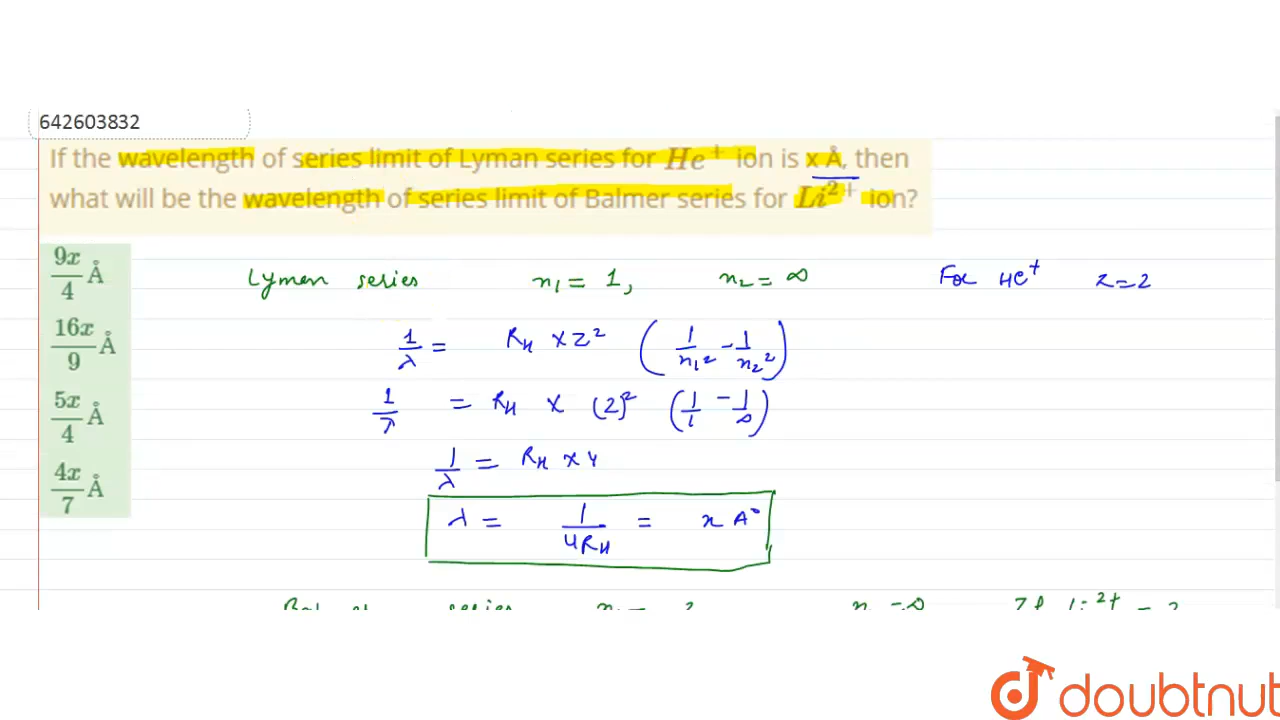 642603832
If the wavelength of series limit of Lyman series for He⁺ ion is x Å, then
what will be the wavelength of series limit of Balmer series for Li²⁺ ion?
9x/4 Å
16x/9 Å
5x/4 Å
4x/7 Å
Lymen series n₁ = 1, n₂ = ∞ For He⁺ z = 2
1/λ = R_H × Z² (1/n₁² - 1/n₂²)
1/λ = R_H × (2)² (1/1 - 1/∞)
1/λ = R_H × 4
λ = 1/4R_H = x A°
series
doubtnut